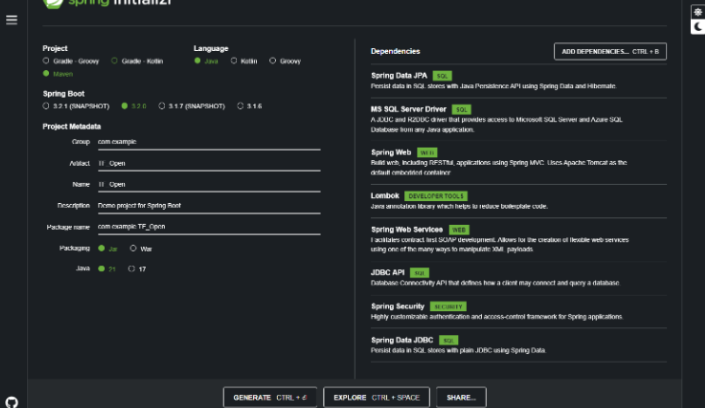 spring initializr
Project
Gradle - Groovy Gradle - Kotlin
Maven
Language
Java Kotlin Groovy
Spring Boot
3.2.1 (SNAPSHOT) 3.2.0 3.1.7 (SNAPSHOT) 3.1.6
Project Metadata
Group com.example
Artifact TF_Open
Name TF_Open
Description Demo project for Spring Boot
Package name com.example.TF_Open
Packaging Jar War
Java 21 17
Dependencies
ADD DEPENDENCIES... CTRL + B
Spring Data JPA SQL
Persist data in SQL stores with Java Persistence API using Spring Data and Hibernate.
MS SQL Server Driver SQL
A JDBC and R2DBC driver that provides access to Microsoft SQL Server and Azure SQL
Database from any Java application.
Spring Web WEB
Build web, including RESTful, applications using Spring MVC. Uses Apache Tomcat as the
default embedded container.
Lombok DEVELOPER TOOLS
Java annotation library which helps to reduce boilerplate code.
Spring Web Services WEB
Facilitates contract-first SOAP development. Allows for the creation of flexible web services
using one of the many ways to manipulate XML payloads.
JDBC API SQL
Database Connectivity API that defines how a client may connect and query a database.
Spring Security SECURITY
Highly customizable authentication and access-control framework for Spring applications.
Spring Data JDBC SQL
Persist data in SQL stores with plain JDBC using Spring Data.
GENERATE CTRL + ⏎ EXPLORE CTRL + SPACE SHARE...